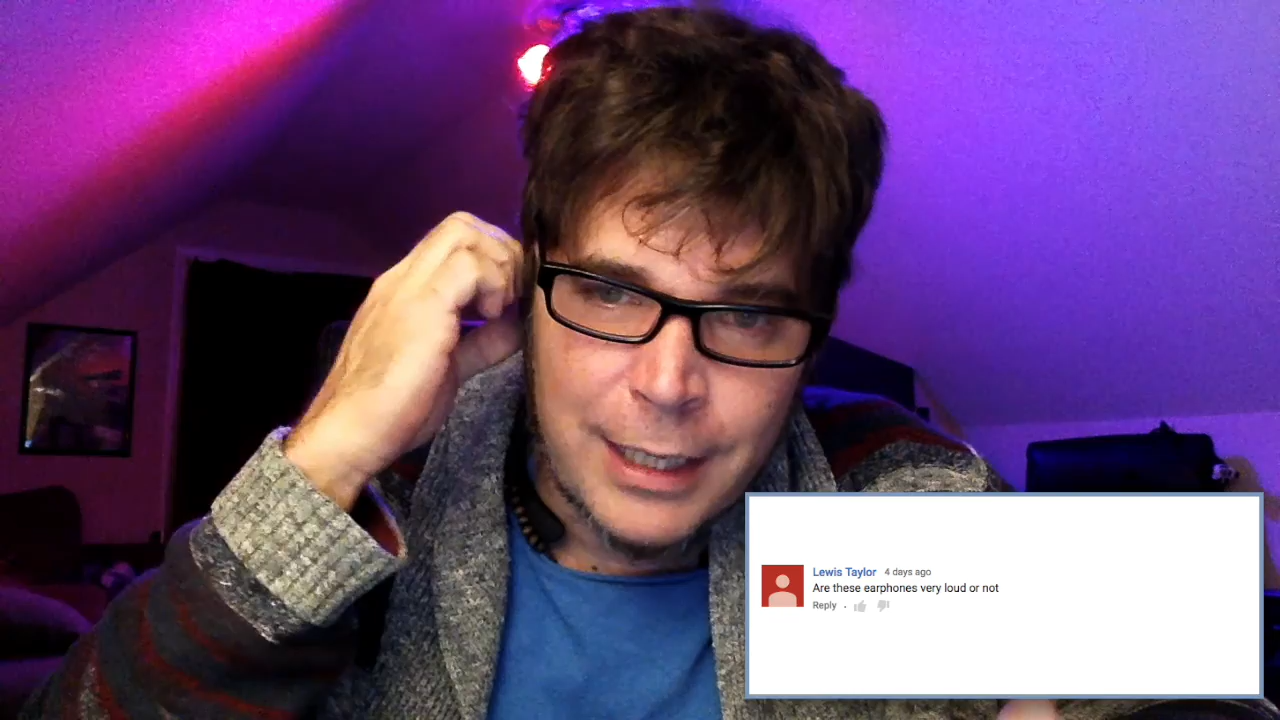 Lewis Taylor 4 days ago
Are these earphones very loud or not
Reply .